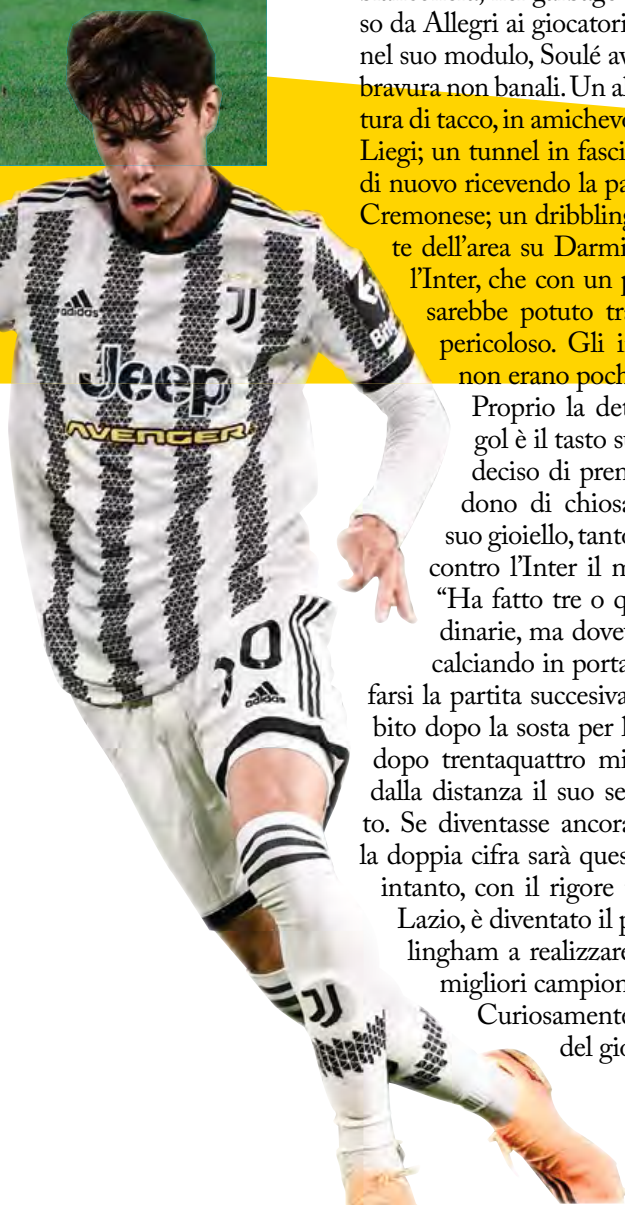 so da Allegri ai giocatori
nel suo modulo, Soulé av
bravura non banali. Un al
tura di tacco, in amichevo
Liegi; un tunnel in fasci
di nuovo ricevendo la pa
Cremonese; un dribbling
te dell’area su Darmi
l’Inter, che con un p
sarebbe potuto tr
pericoloso. Gli i
non erano poch
Proprio la det
gol è il tasto su
deciso di pren
dono di chiosa
suo gioiello, tanto
contro l’Inter il m
“Ha fatto tre o q
dinarie, ma dove
calciando in porta
farsi la partita succesiva
bito dopo la sosta per l
dopo trentaquattro mi
dalla distanza il suo se
to. Se diventasse ancora
la doppia cifra sarà ques
intanto, con il rigore
Lazio, è diventato il p
lingham a realizzare
migliori campion
Curiosamente
del gio
adidas
Jeep
AVENGER
Bit
adidas